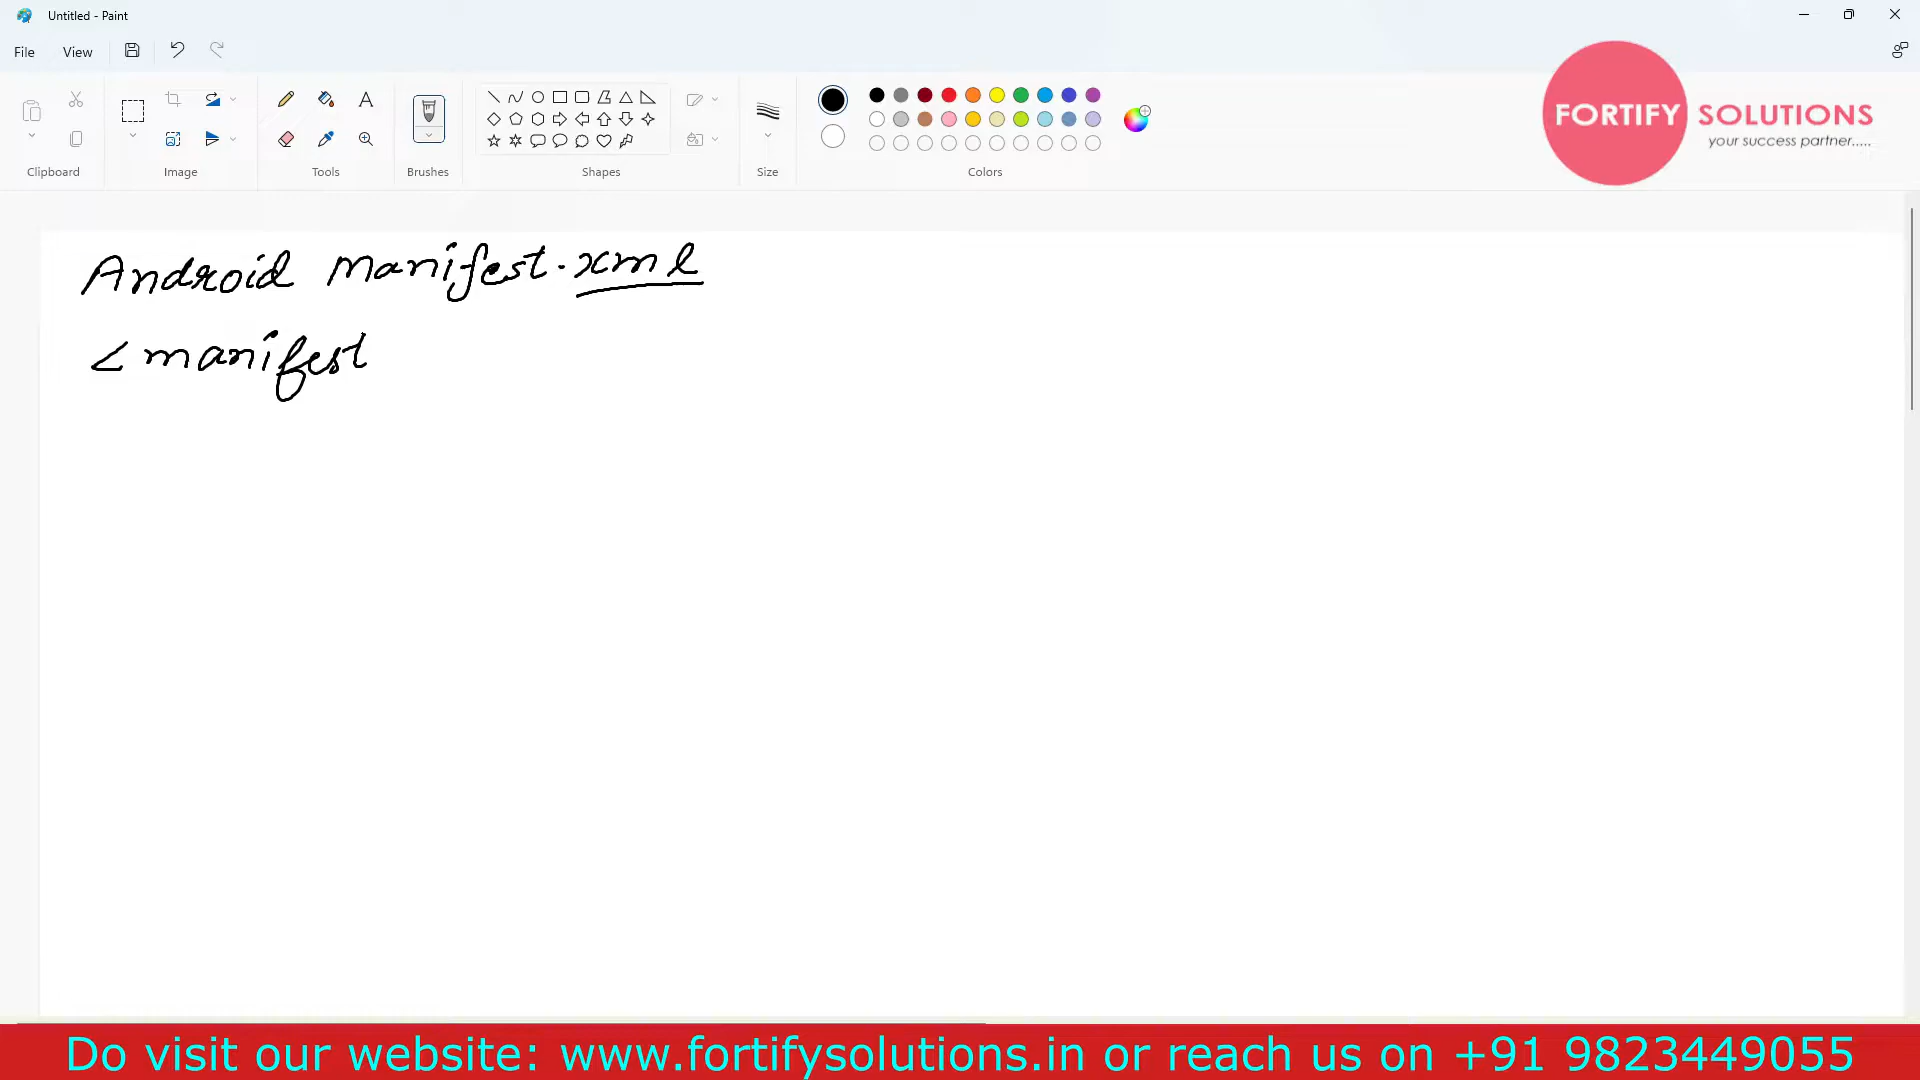 Untitled - Paint
File View
Clipboard
Image
Tools
Brushes
Shapes
Size
Colors
FORTIFY SOLUTIONS
your success partner.....
Android Manifest.xml
< manifest
Do visit our website: www.fortifysolutions.in or reach us on +91 9823449055